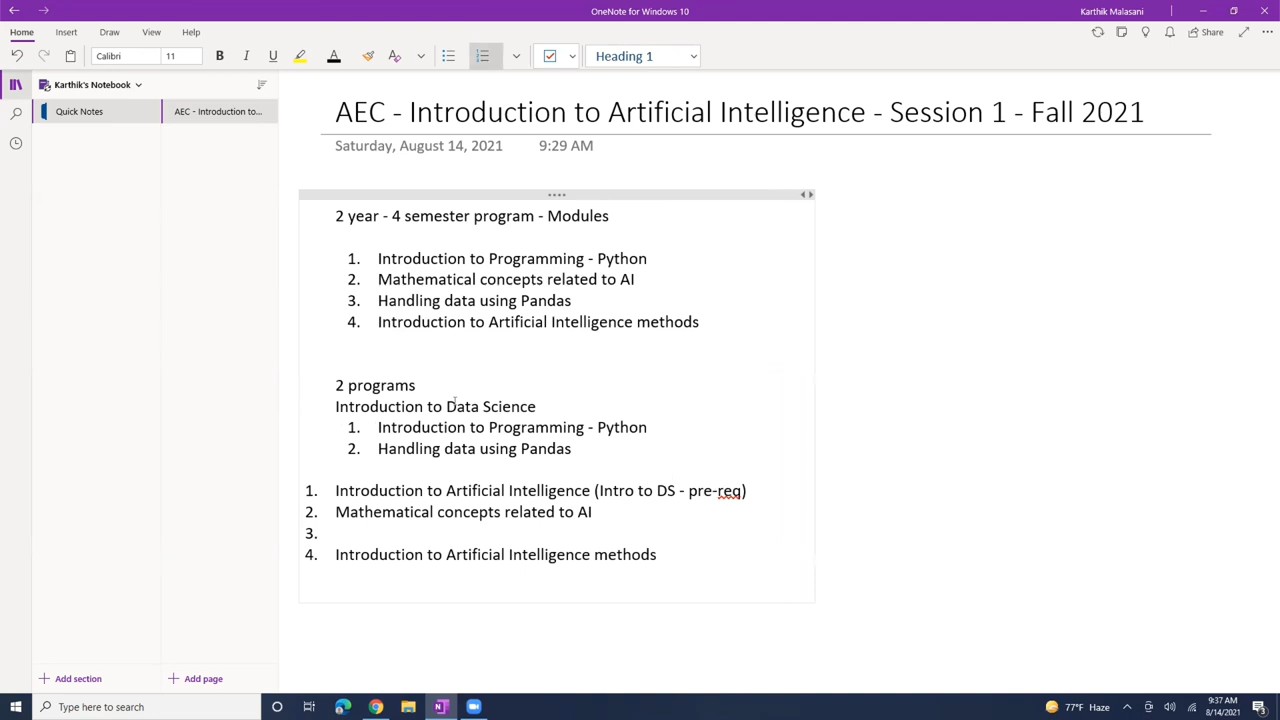 OneNote for Windows 10
Karthik Malasani
Home Insert Draw View Help
Share
Calibri 11 B I U A Heading 1
Karthik's Notebook
Quick Notes
AEC - Introduction to...
AEC - Introduction to Artificial Intelligence - Session 1 - Fall 2021
Saturday, August 14, 2021 9:29 AM
2 year - 4 semester program - Modules
1. Introduction to Programming - Python
2. Mathematical concepts related to AI
3. Handling data using Pandas
4. Introduction to Artificial Intelligence methods
2 programs
Introduction to Data Science
1. Introduction to Programming - Python
2. Handling data using Pandas
1. Introduction to Artificial Intelligence (Intro to DS - pre-req)
2. Mathematical concepts related to AI
3.
4. Introduction to Artificial Intelligence methods
Add section
Add page
Type here to search
77°F Haze
9:37 AM
8/14/2021
3